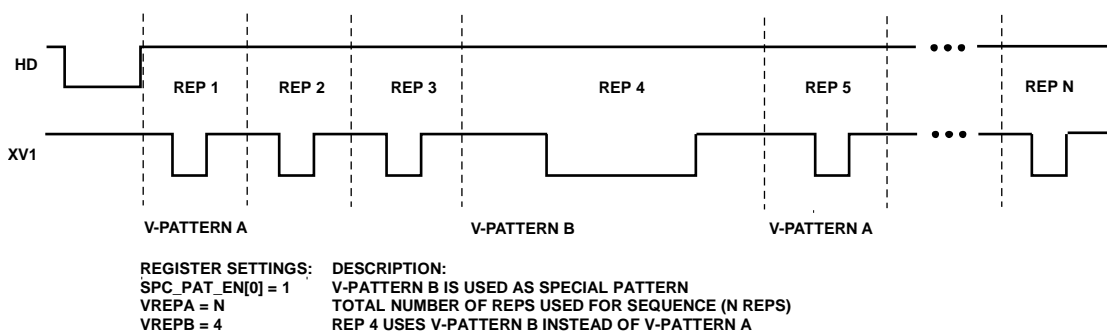 HD
REP 1 REP 2 REP 3 REP 4 REP 5 REP N
XV1
V-PATTERN A V-PATTERN B V-PATTERN A
REGISTER SETTINGS: DESCRIPTION:
SPC_PAT_EN[0] = 1 V-PATTERN B IS USED AS SPECIAL PATTERN
VREPA = N TOTAL NUMBER OF REPS USED FOR SEQUENCE (N REPS)
VREPB = 4 REP 4 USES V-PATTERN B INSTEAD OF V-PATTERN A